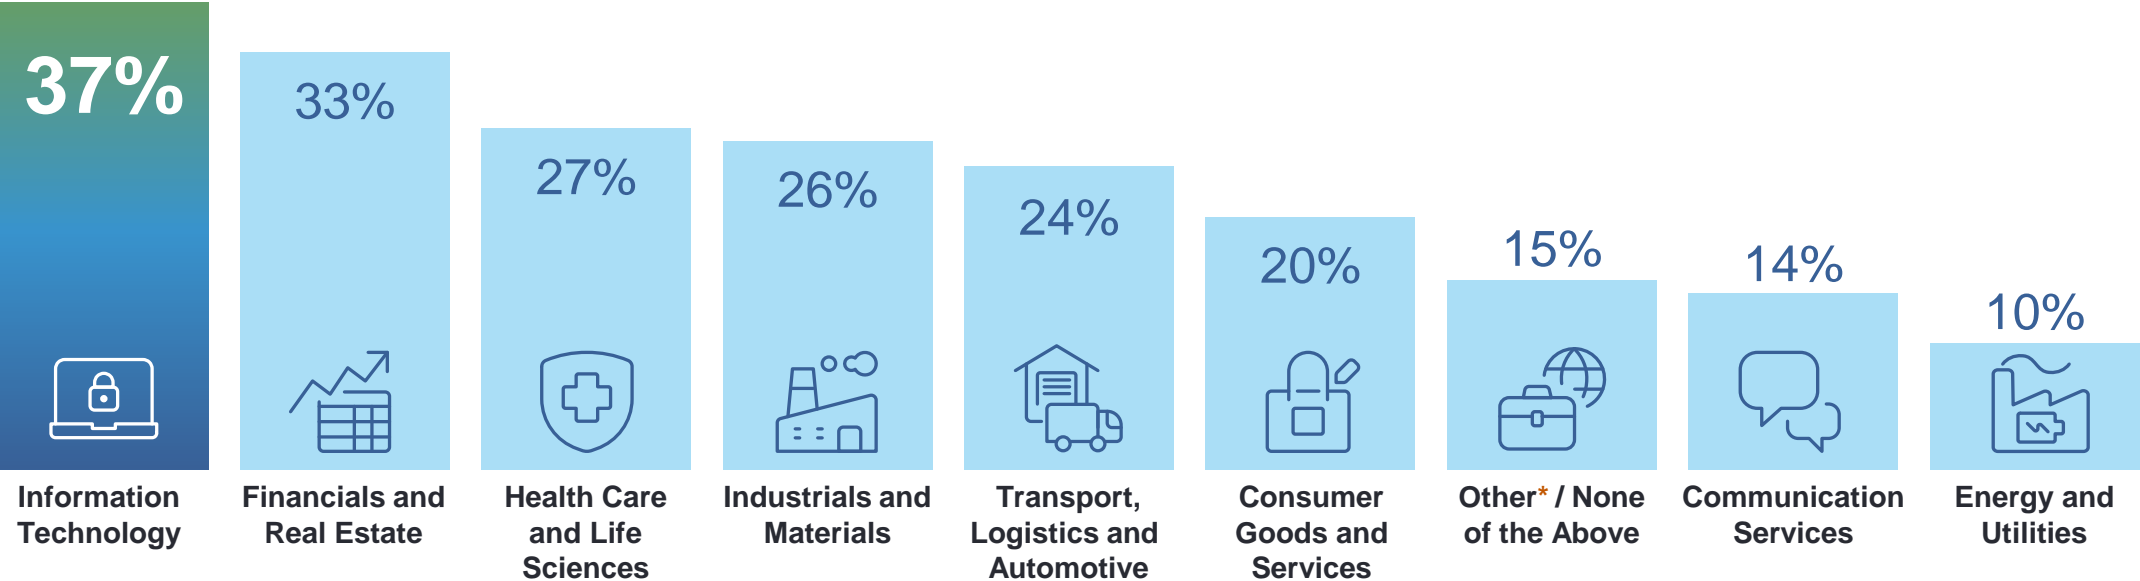 37%
33%
27%
26%
24%
20%
15%
14%
10%
Information
Technology
Financials and
Real Estate
Health Care
and Life
Sciences
Industrials and
Materials
Transport,
Logistics and
Automotive
Consumer
Goods and
Services
Other* / None
of the Above
Communication
Services
Energy and
Utilities